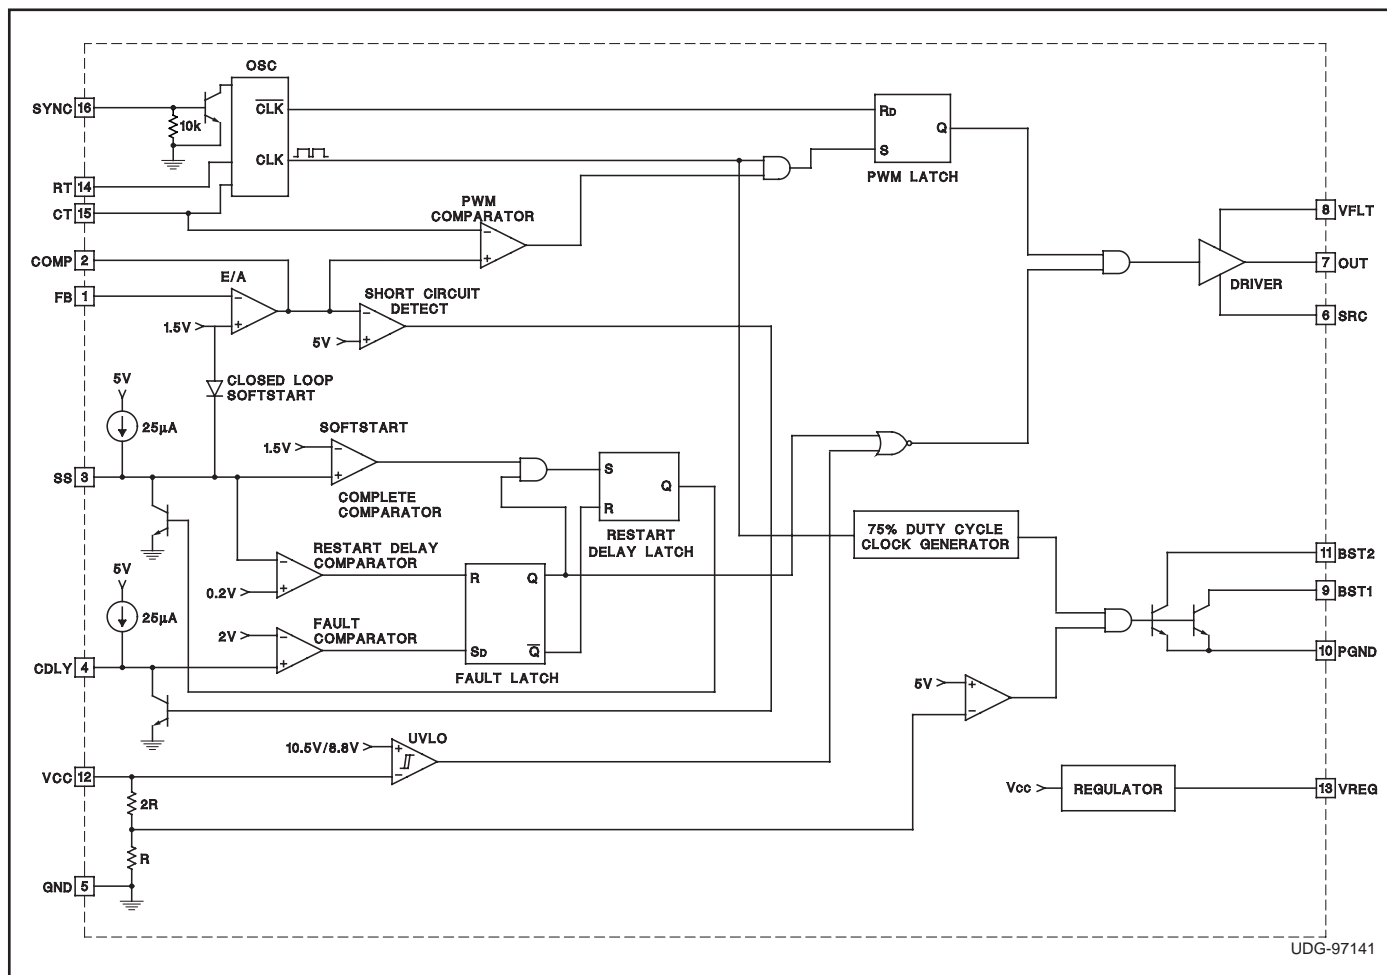 OSC
SYNC 16
10k
CLK
CLK
RD
Q
S
PWM LATCH
RT 14
CT 15
PWM
COMPARATOR
−
+
COMP 2
E/A
FB 1
−
+
1.5V
SHORT CIRCUIT
DETECT
−
+
5V
8 VFLT
7 OUT
DRIVER
6 SRC
5V
25µA
CLOSED LOOP
SOFTSTART
SOFTSTART
1.5V
−
+
SS 3
COMPLETE
COMPARATOR
S
Q
R
RESTART
DELAY LATCH
75% DUTY CYCLE
CLOCK GENERATOR
RESTART DELAY
COMPARATOR
−
+
0.2V
5V
25µA
R
Q
SD
Q
FAULT LATCH
FAULT
COMPARATOR
2V
−
+
CDLY 4
11 BST2
9 BST1
10 PGND
5V
+
−
10.5V/8.8V
UVLO
+
−
VCC 12
2R
R
GND 5
Vcc
REGULATOR
13 VREG
UDG-97141